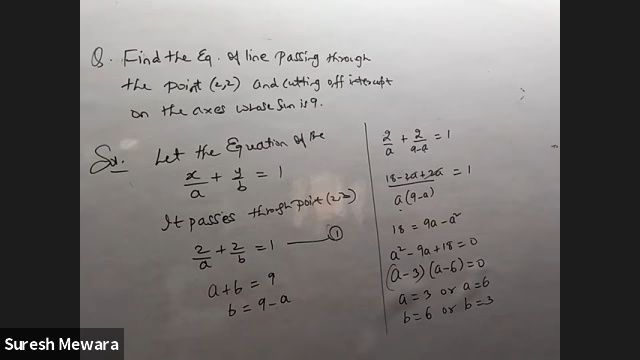 Q. Find the Eq. of line passing through
the point (2,2) and cutting off intercept
on the axes whose sum is 9.
Sol. Let the Equation of the
x/a + y/b = 1
It passes through point (2,2)
2/a + 2/b = 1 —— ①
a+b = 9
b = 9-a
2/a + 2/(9-a) = 1
(18-2a+2a)/(a(9-a)) = 1
18 = 9a-a²
a²-9a+18=0
(a-3)(a-6)=0
a=3 or a=6
b=6 or b=3
Suresh Mewara